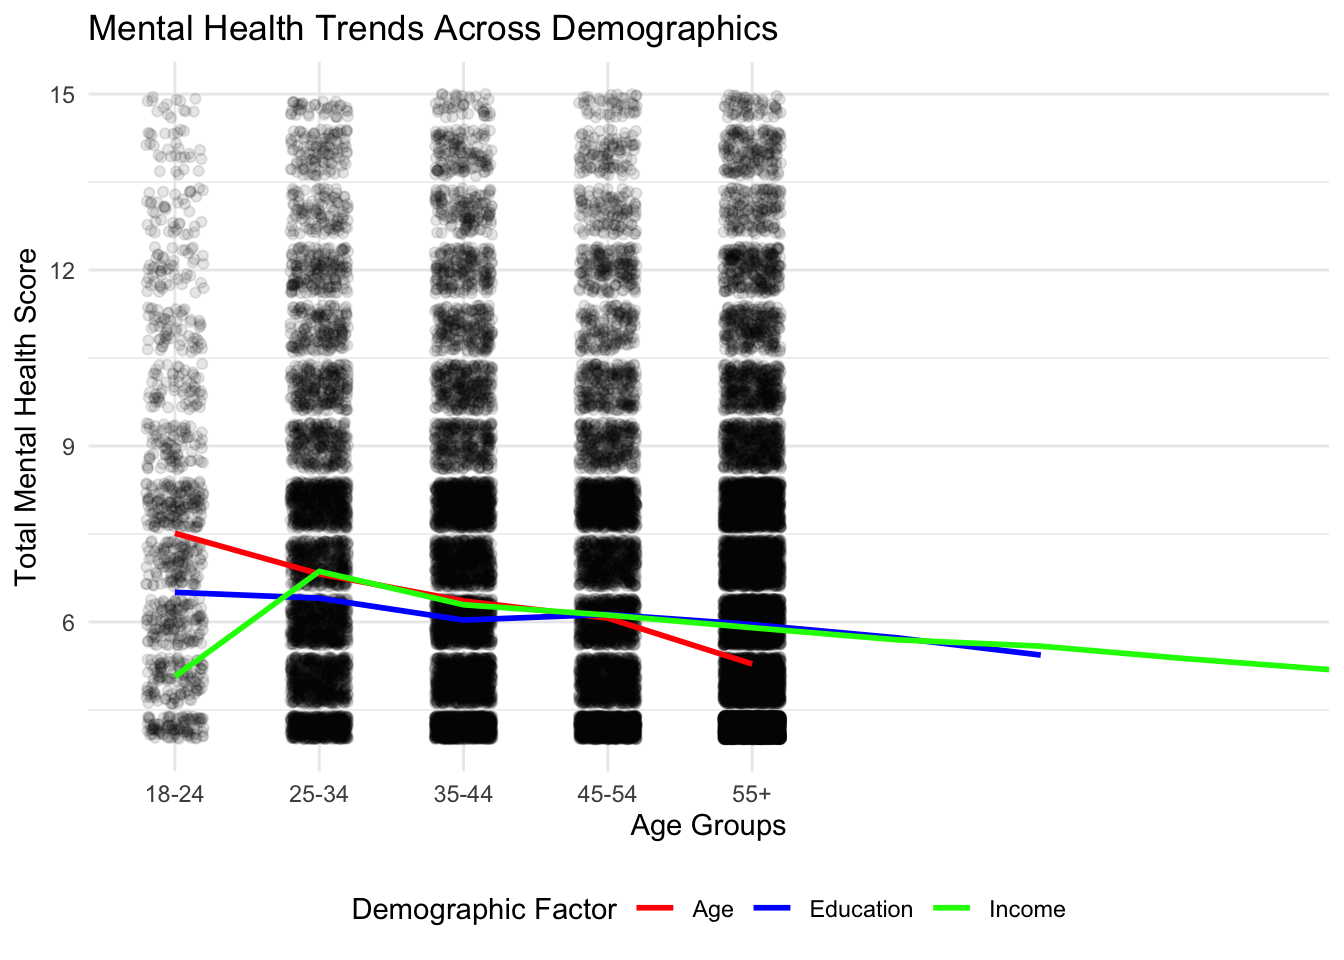 Mental Health Trends Across Demographics
Total Mental Health Score
15
12
9
6
18-24 25-34 35-44 45-54 55+
Age Groups
Demographic Factor Age Education Income